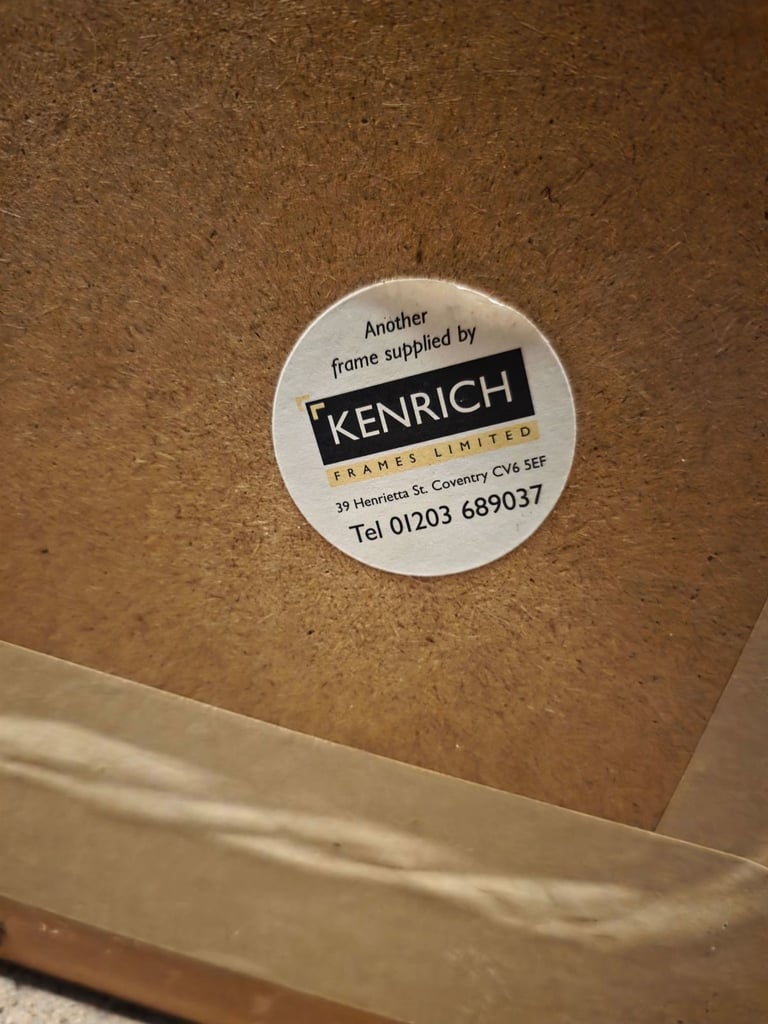 Another
frame supplied by
KENRICH
FRAMES LIMITED
39 Henrietta St. Coventry CV6 5EF
Tel 01203 689037